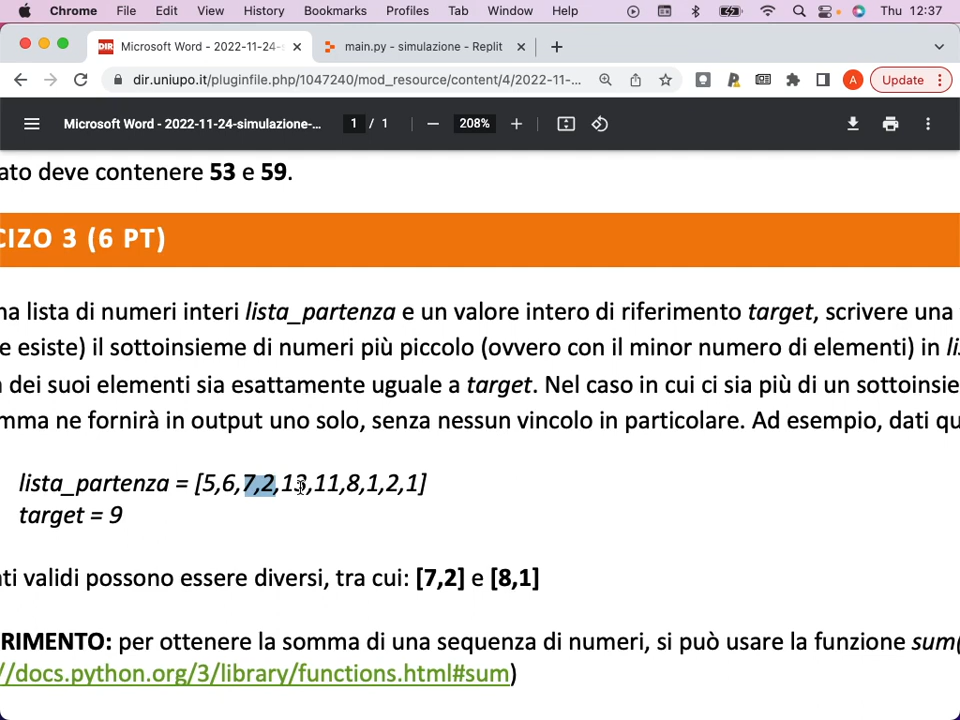 Chrome File Edit View History Bookmarks Profiles Tab Window Help Thu 12:37
DIR Microsoft Word - 2022-11-24-s main.py - simulazione - Replit
dir.uniupo.it/pluginfile.php/1047240/mod_resource/content/4/2022-11-... A Update
Microsoft Word - 2022-11-24-simulazione-... 1 / 1 208%
ato deve contenere 53 e 59.
CIZO 3 (6 PT)
na lista di numeri interi lista_partenza e un valore intero di riferimento target, scrivere una
e esiste) il sottoinsieme di numeri più piccolo (ovvero con il minor numero di elementi) in li
dei suoi elementi sia esattamente uguale a target. Nel caso in cui ci sia più di un sottoinsie
mma ne fornirà in output uno solo, senza nessun vincolo in particolare. Ad esempio, dati qu
lista_partenza = [5,6,7,2,13,11,8,1,2,1]
target = 9
ati validi possono essere diversi, tra cui: [7,2] e [8,1]
RIMENTO: per ottenere la somma di una sequenza di numeri, si può usare la funzione sum(
//docs.python.org/3/library/functions.html#sum)